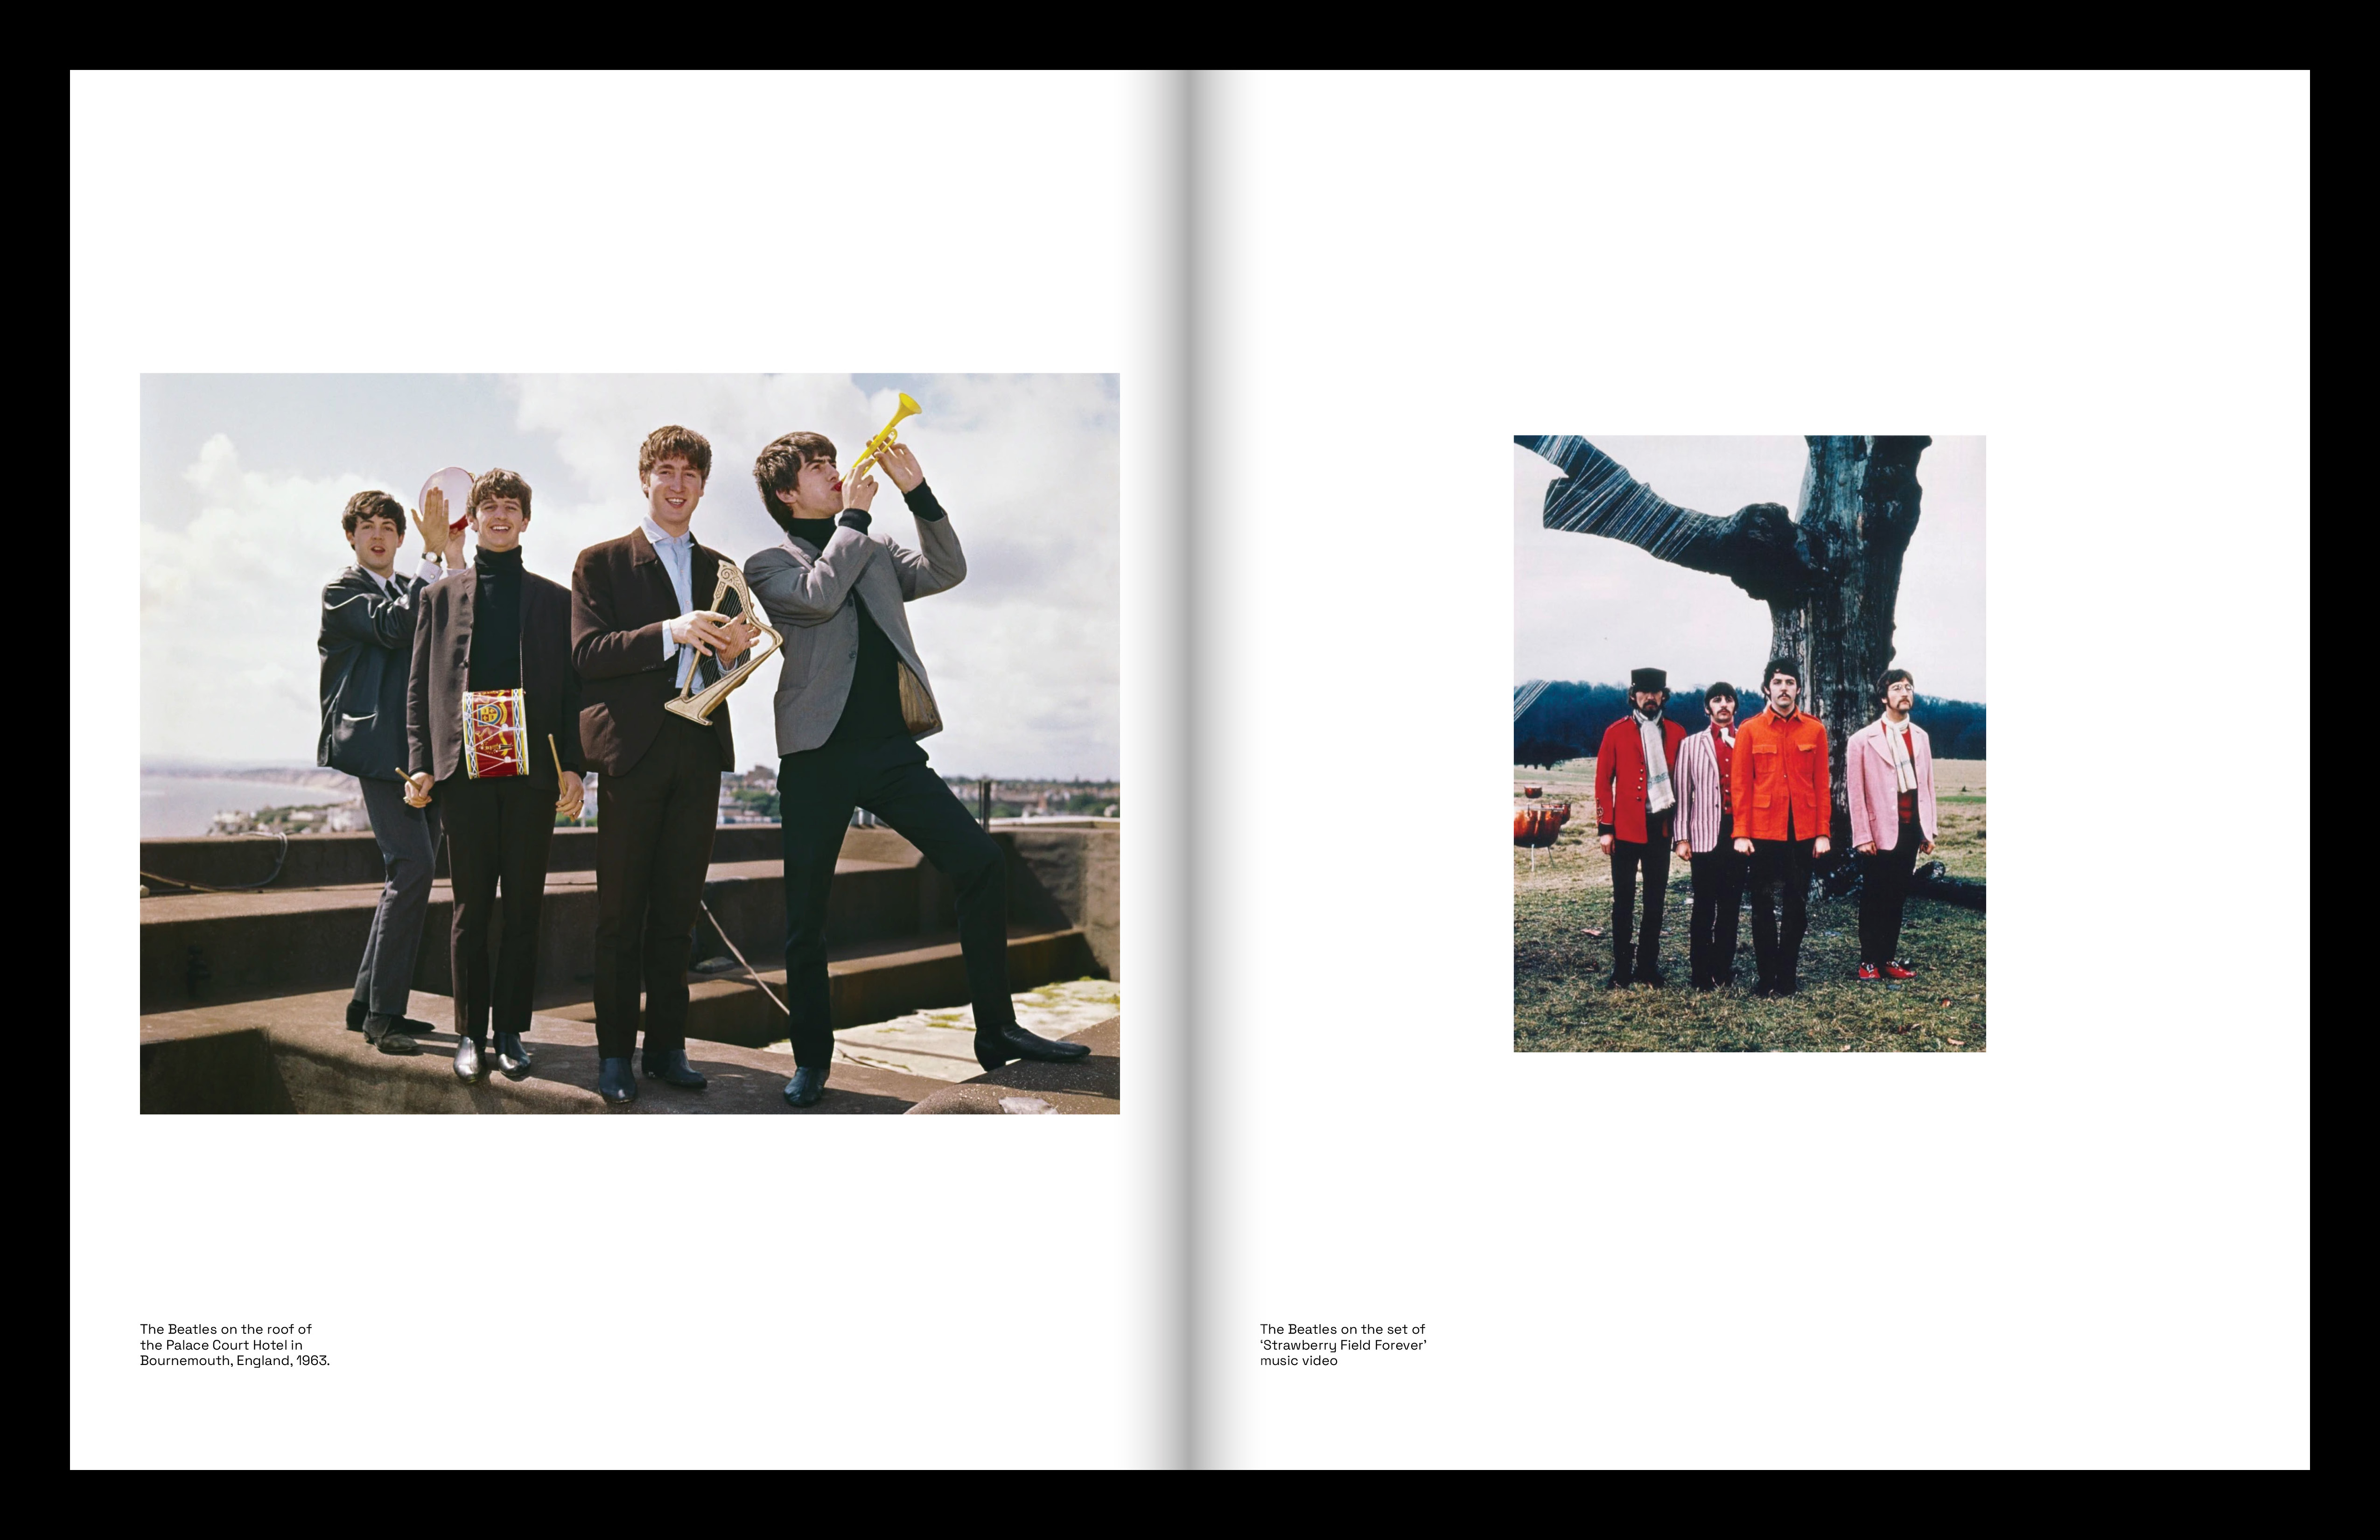 The Beatles on the roof of
the Palace Court Hotel in
Bournemouth, England, 1963.
The Beatles on the set of
‘Strawberry Field Forever’
music video